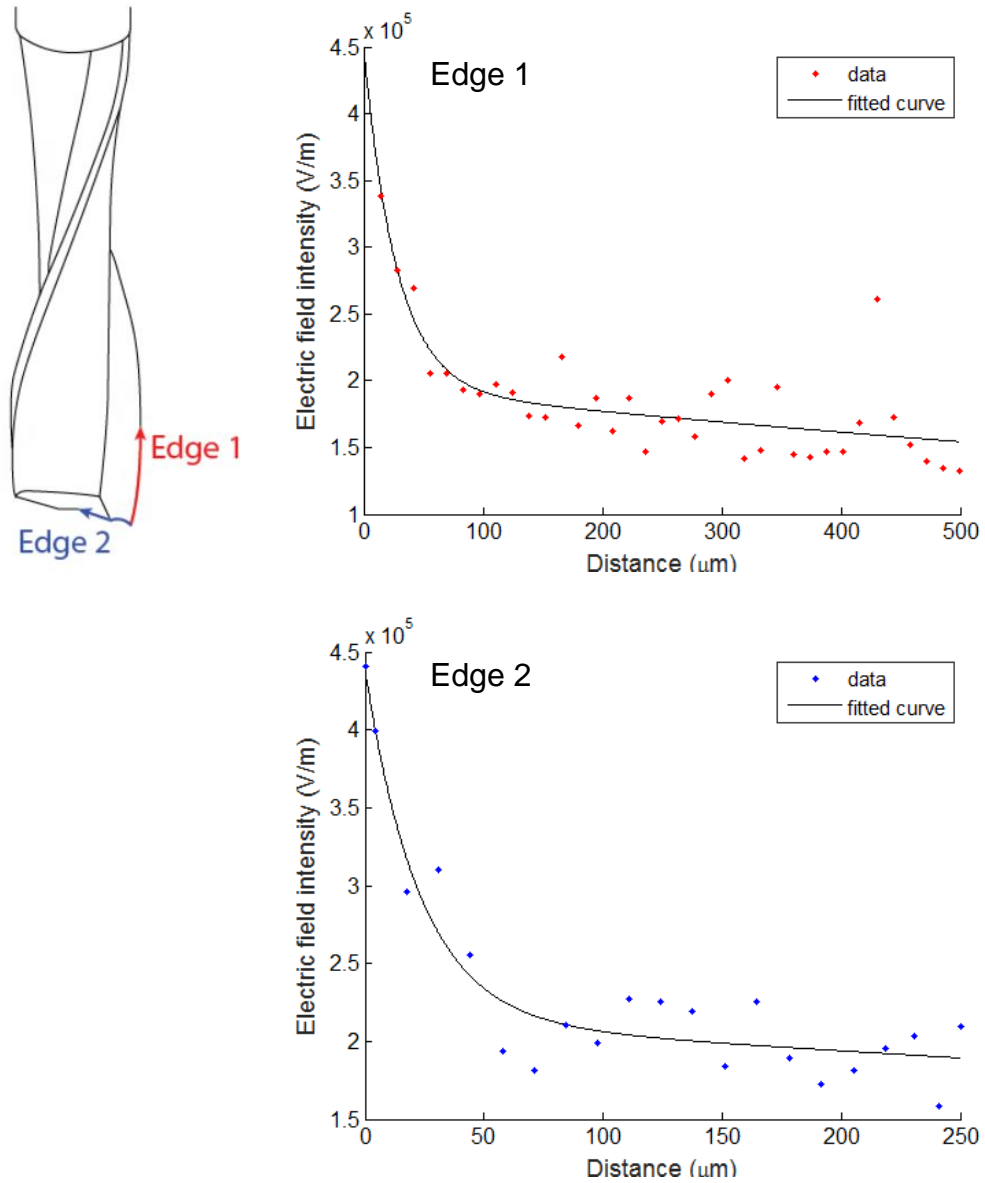 Edge 1
Edge 2
x 10^5
Edge 1
data
fitted curve
Electric field intensity (V/m)
4.5
4
3.5
3
2.5
2
1.5
1
0 100 200 300 400 500
Distance (μm)
x 10^5
Edge 2
data
fitted curve
Electric field intensity (V/m)
4.5
4
3.5
3
2.5
2
1.5
0 50 100 150 200 250
Distance (μm)